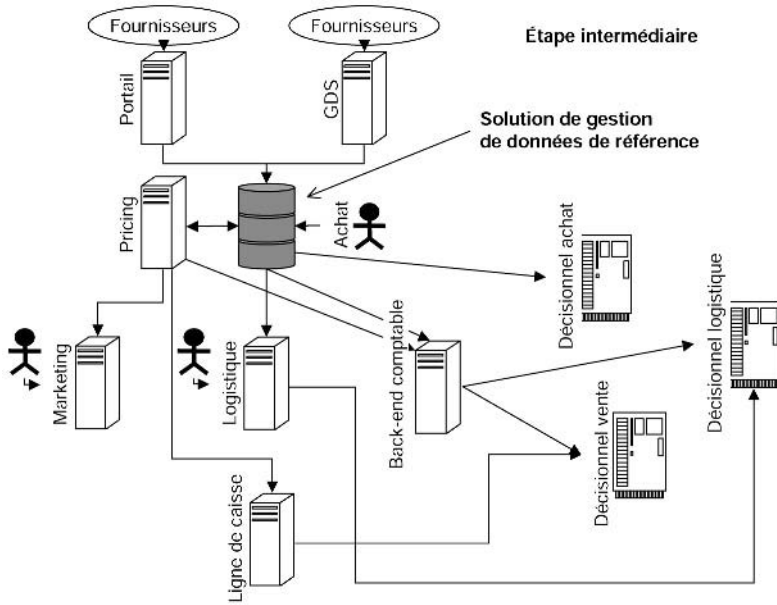 Fournisseurs
Fournisseurs
Étape intermédiaire
Portail
GDS
Solution de gestion
de données de référence
Pricing
Achat
Décisionnel achat
Décisionnel logistique
Marketing
Logistique
Back-end comptable
Décisionnel vente
Ligne de caisse